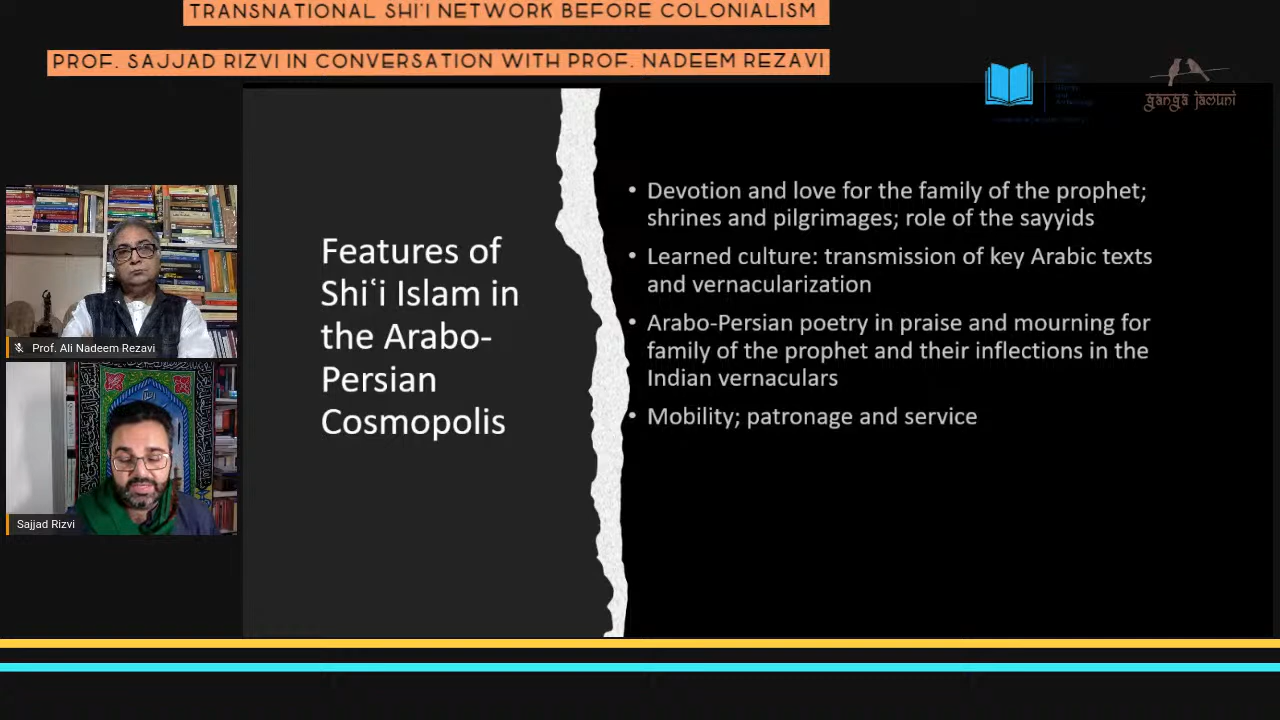 TRANSNATIONAL SHI'I NETWORK BEFORE COLONIALISM
PROF. SAJJAD RIZVI IN CONVERSATION WITH PROF. NADEEM REZAVI
ganga jamuni
Features of
Shiʿi Islam in
the Arabo-
Persian
Cosmopolis
• Devotion and love for the family of the prophet;
shrines and pilgrimages; role of the sayyids
• Learned culture: transmission of key Arabic texts
and vernacularization
• Arabo-Persian poetry in praise and mourning for
family of the prophet and their inflections in the
Indian vernaculars
• Mobility; patronage and service
Prof. Ali Nadeem Rezavi
Sajjad Rizvi